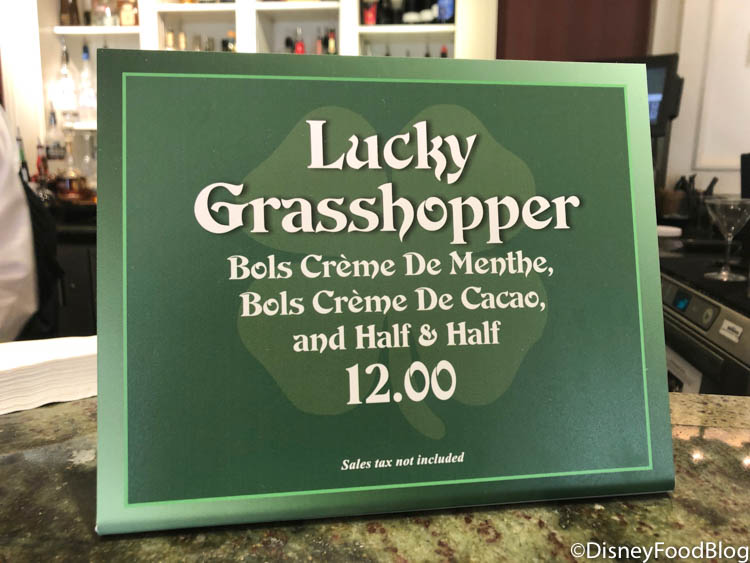 Lucky
Grasshopper
Bols Crème De Menthe,
Bols Crème De Cacao,
and Half & Half
12.00
Sales tax not included
©DisneyFoodBlog